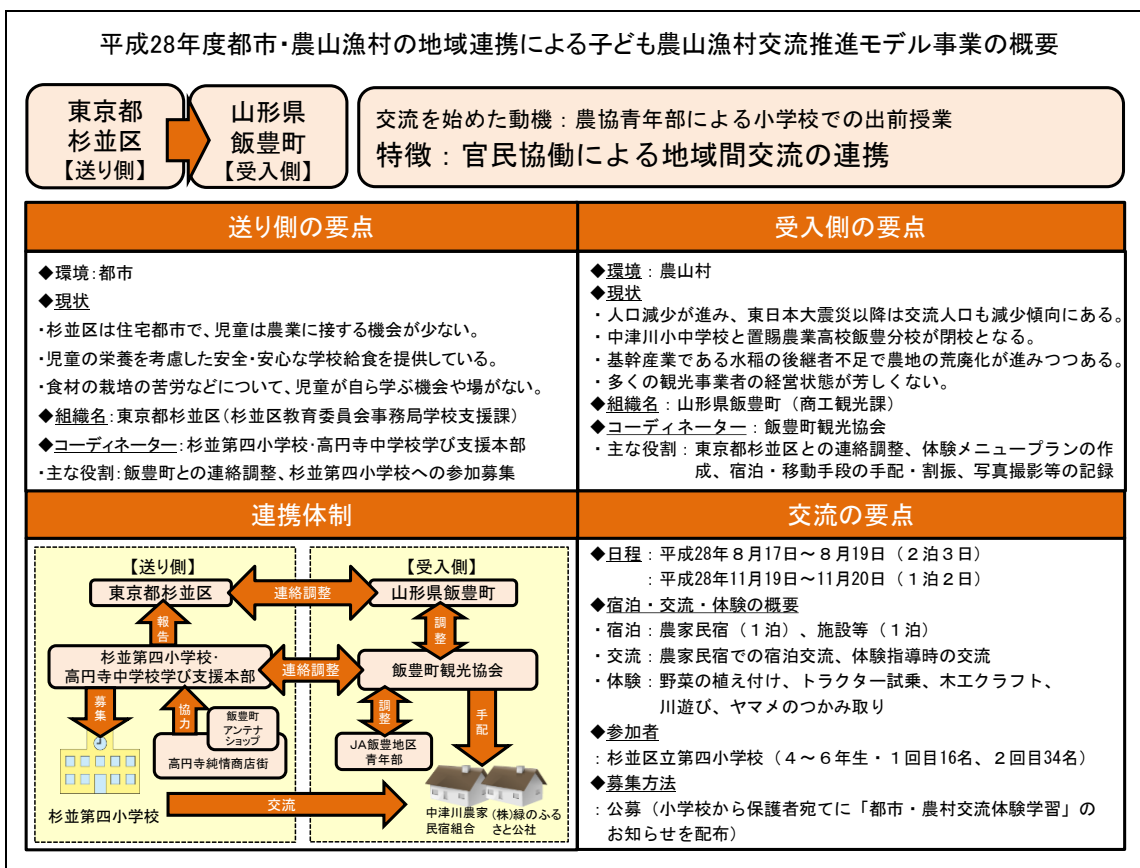 平成28年度都市・農山漁村の地域連携による子ども農山漁村交流推進モデル事業の概要
東京都
杉並区
【送り側】
山形県
飯豊町
【受入側】
交流を始めた動機：農協青年部による小学校での出前授業
特徴：官民協働による地域間交流の連携
送り側の要点
◆環境：都市
◆現状
・杉並区は住宅都市で、児童は農業に接する機会が少ない。
・児童の栄養を考慮した安全・安心な学校給食を提供している。
・食材の栽培の苦労などについて、児童が自ら学ぶ機会や場がない。
◆組織名：東京都杉並区（杉並区教育委員会事務局学校支援課）
◆コーディネーター：杉並第四小学校・高円寺中学校学び支援本部
・主な役割：飯豊町との連絡調整、杉並第四小学校への参加募集
受入側の要点
◆環境：農山村
◆現状
・人口減少が進み、東日本大震災以降は交流人口も減少傾向にある。
・中津川小中学校と置賜農業高校飯豊分校が閉校となる。
・基幹産業である水稲の後継者不足で農地の荒廃化が進みつつある。
・多くの観光事業者の経営状態が芳しくない。
◆組織名：山形県飯豊町（商工観光課）
◆コーディネーター：飯豊町観光協会
・主な役割：東京都杉並区との連絡調整、体験メニュープランの作
成、宿泊・移動手段の手配・割振、写真撮影等の記録
連携体制
【送り側】
【受入側】
東京都杉並区
連絡調整
山形県飯豊町
報告
調整
杉並第四小学校・
高円寺中学校学び支援本部
連絡調整
飯豊町観光協会
募集
協力
飯豊町
アンテナ
ショップ
高円寺純情商店街
調整
手配
JA飯豊地区
青年部
杉並第四小学校
交流
中津川農家
民宿組合
(株)緑のふる
さと公社
交流の要点
◆日程：平成28年８月17日～８月19日（２泊３日）
：平成28年11月19日～11月20日（１泊２日）
◆宿泊・交流・体験の概要
・宿泊：農家民宿（１泊）、施設等（１泊）
・交流：農家民宿での宿泊交流、体験指導時の交流
・体験：野菜の植え付け、トラクター試乗、木工クラフト、
川遊び、ヤマメのつかみ取り
◆参加者
：杉並区立第四小学校（４～６年生・１回目16名、２回目34名）
◆募集方法
：公募（小学校から保護者宛てに「都市・農村交流体験学習」の
お知らせを配布）